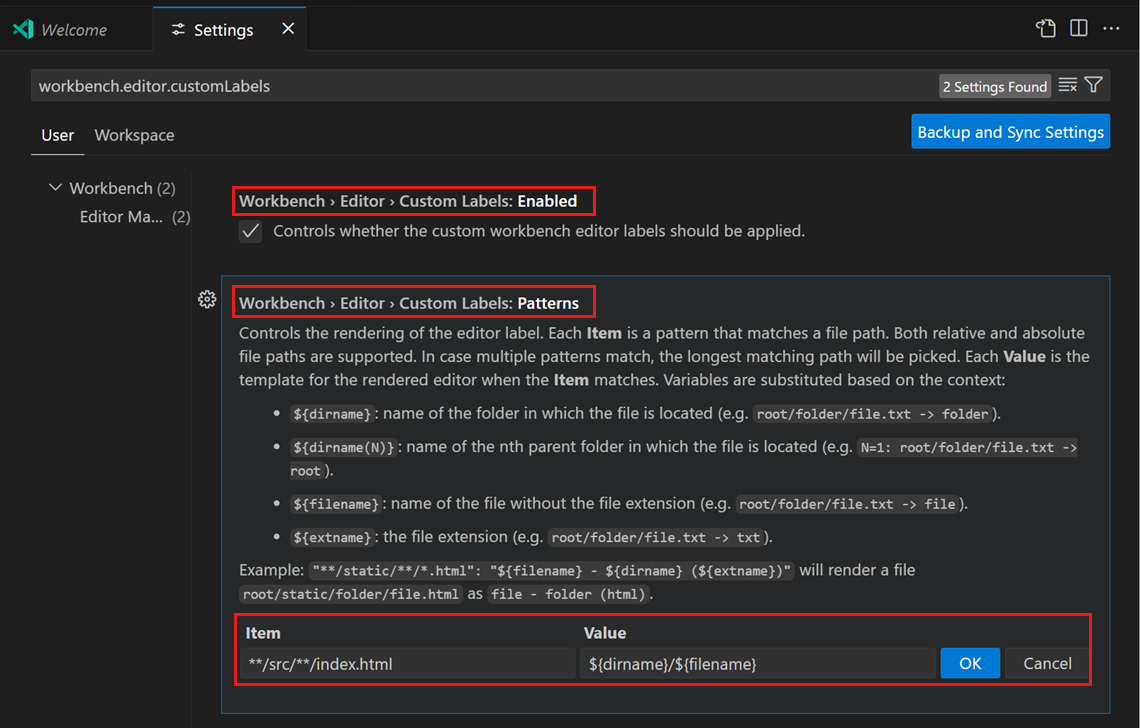 Welcome
Settings
workbench.editor.customLabels
2 Settings Found
User
Workspace
Backup and Sync Settings
Workbench (2)
Editor Ma... (2)
Workbench › Editor › Custom Labels: Enabled
Controls whether the custom workbench editor labels should be applied.
Workbench › Editor › Custom Labels: Patterns
Controls the rendering of the editor label. Each Item is a pattern that matches a file path. Both relative and absolute
file paths are supported. In case multiple patterns match, the longest matching path will be picked. Each Value is the
template for the rendered editor when the Item matches. Variables are substituted based on the context:
• ${dirname}: name of the folder in which the file is located (e.g. root/folder/file.txt -> folder).
• ${dirname(N)}: name of the nth parent folder in which the file is located (e.g. N=1: root/folder/file.txt ->
root).
• ${filename}: name of the file without the file extension (e.g. root/folder/file.txt -> file).
• ${extname}: the file extension (e.g. root/folder/file.txt -> txt).
Example: "**/static/**/*.html": "${filename} - ${dirname} (${extname})" will render a file
root/static/folder/file.html as file - folder (html).
Item
Value
**/src/**/index.html
${dirname}/${filename}
OK
Cancel